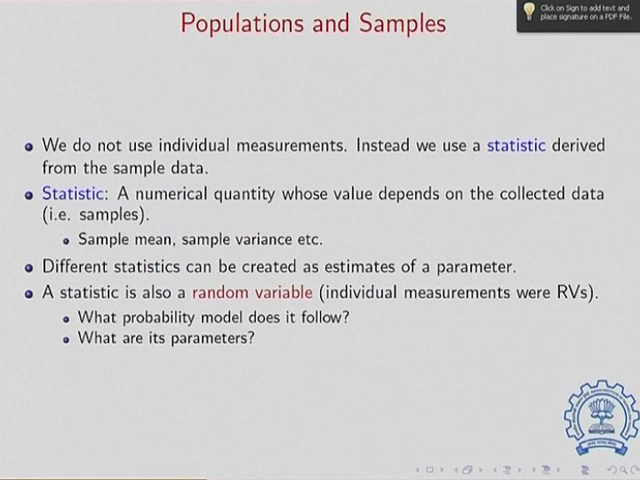 Populations and Samples
Click on Sign to add text and
place signature on a PDF File.
We do not use individual measurements. Instead we use a statistic derived
from the sample data.
Statistic: A numerical quantity whose value depends on the collected data
(i.e. samples).
Sample mean, sample variance etc.
Different statistics can be created as estimates of a parameter.
A statistic is also a random variable (individual measurements were RVs).
What probability model does it follow?
What are its parameters?